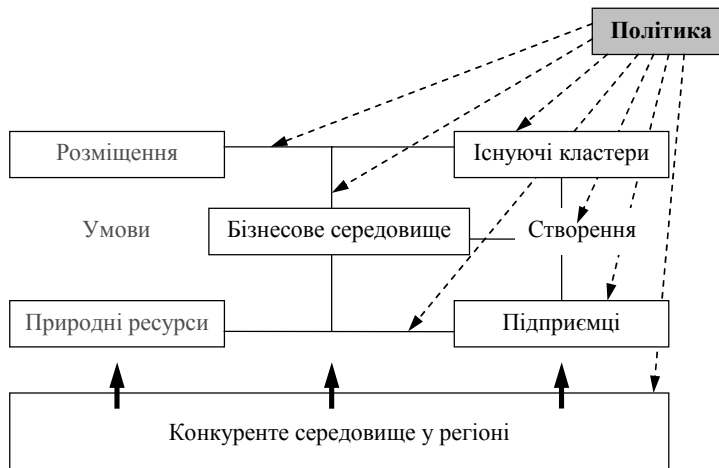 Політика
Розміщення
Існуючі кластери
Умови
Бізнесове середовище
Створення
Природні ресурси
Підприємці
Конкуренте середовище у регіоні